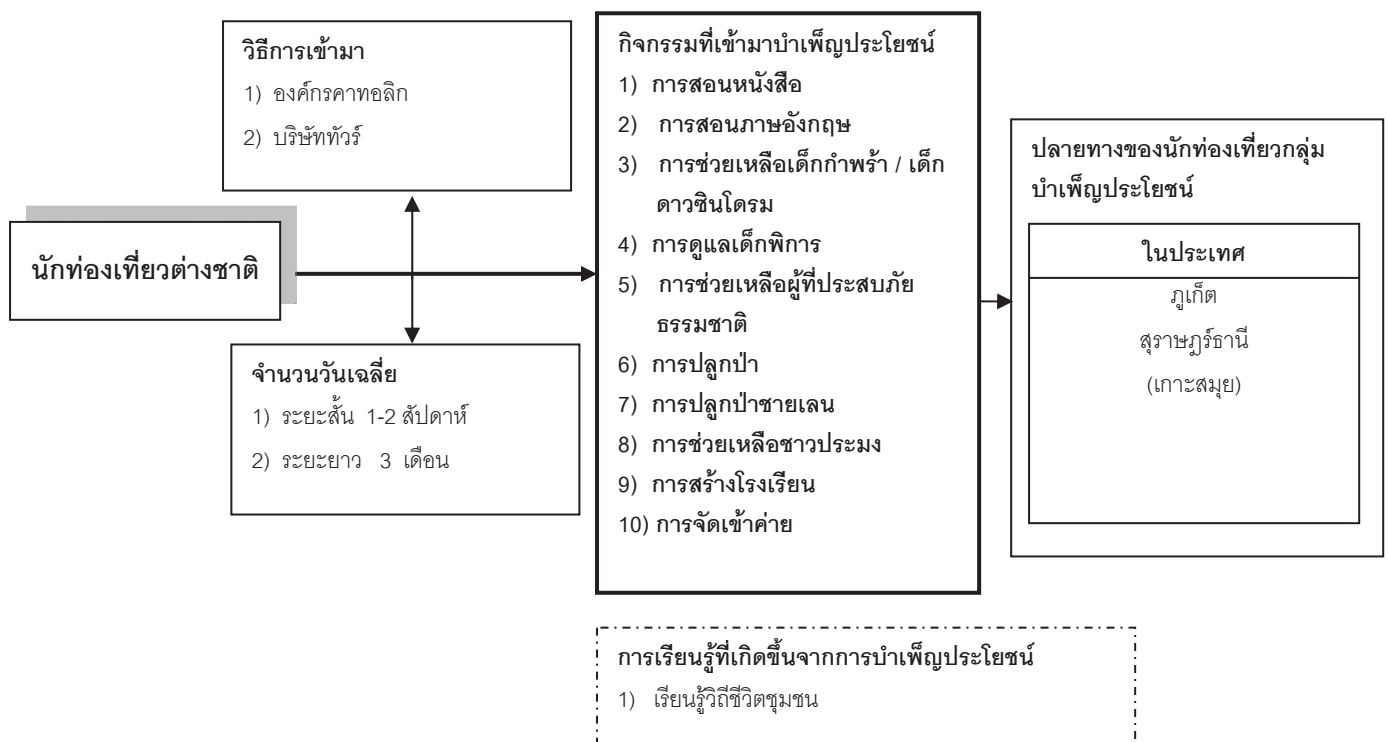 วิธีการเข้ามา
1) องค์กรคาทอลิก
2) บริษัททัวร์
นักท่องเที่ยวต่างชาติ
จำนวนวันเฉลี่ย
1) ระยะสั้น 1-2 สัปดาห์
2) ระยะยาว 3 เดือน
กิจกรรมที่เข้ามาบำเพ็ญประโยชน์
1) การสอนหนังสือ
2) การสอนภาษอังกฤษ
3) การช่วยเหลือเด็กกำพร้า / เด็ก
ดาวซินโดรม
4) การดูแลเด็กพิการ
5) การช่วยเหลือผู้ที่ประสบภัย
ธรรมชาติ
6) การปลูกป่า
7) การปลูกป่าชายเลน
8) การช่วยเหลือชาวประมง
9) การสร้างโรงเรียน
10) การจัดเข้าค่าย
ปลายทางของนักท่องเที่ยวกลุ่ม
บำเพ็ญประโยชน์
ในประเทศ
ภูเก็ต
สุราษฎร์ธานี
(เกาะสมุย)
การเรียนรู้ที่เกิดขึ้นจากการบำเพ็ญประโยชน์
1) เรียนรู้วิถีชีวิตชุมชน